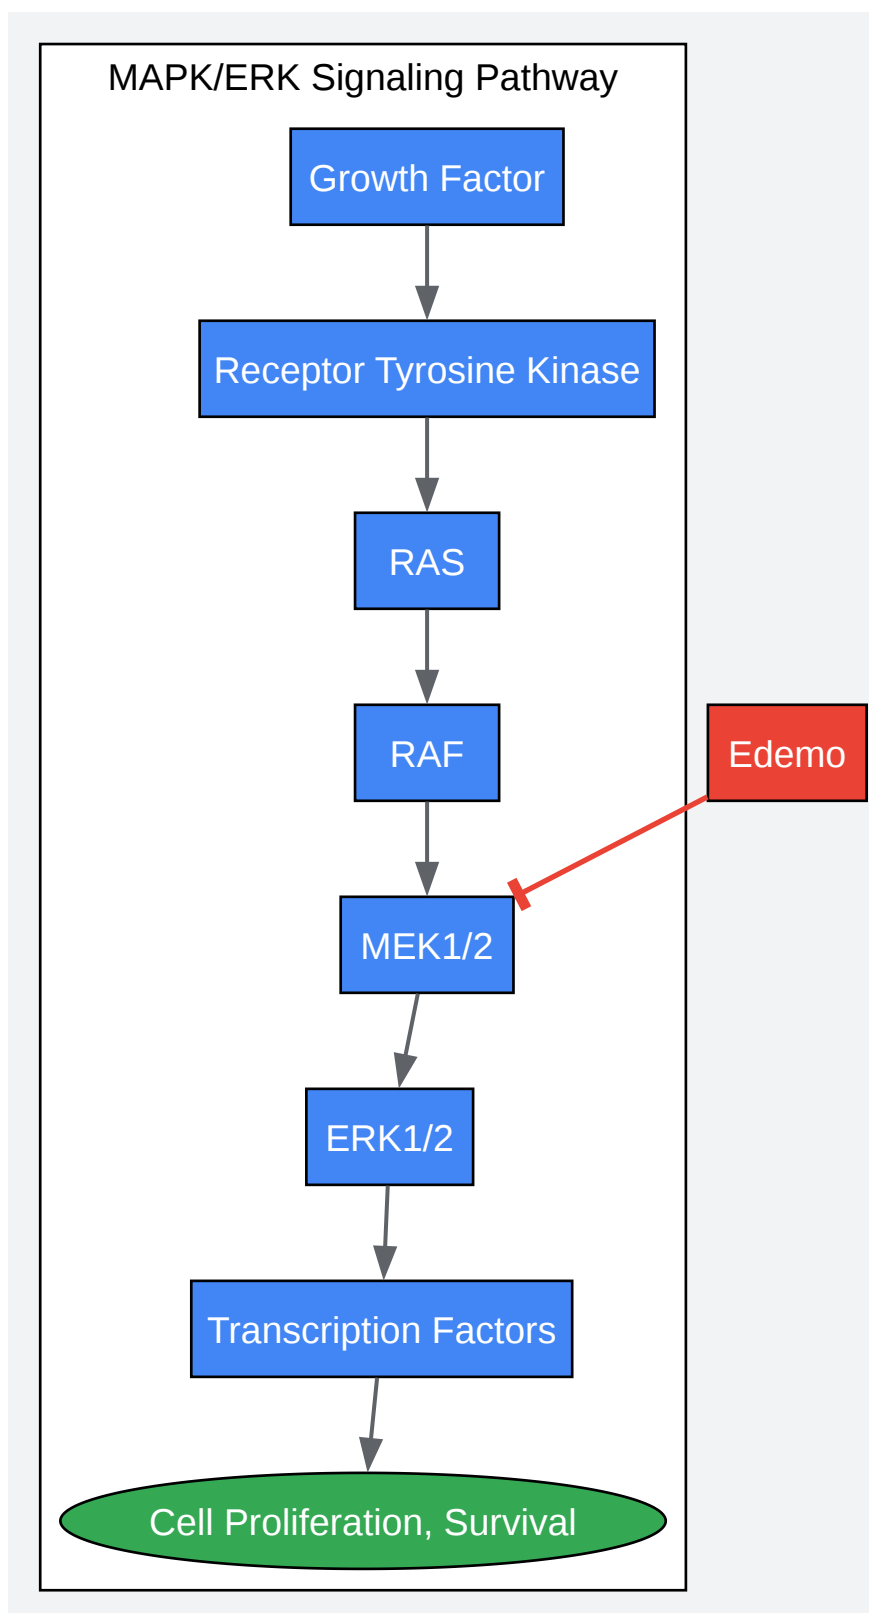 MAPK/ERK Signaling Pathway
Growth Factor
Receptor Tyrosine Kinase
RAS
RAF
Edemo
MEK1/2
ERK1/2
Transcription Factors
Cell Proliferation, Survival